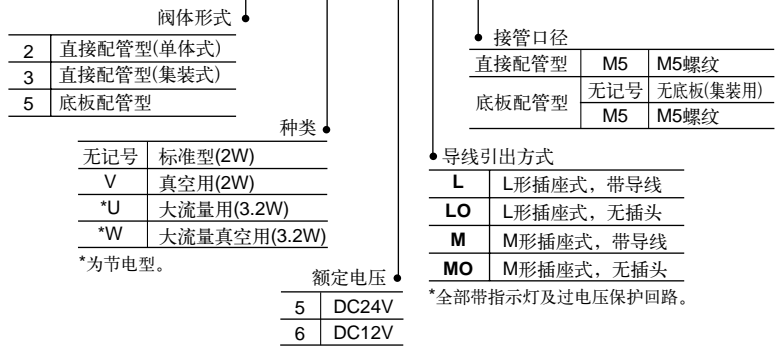 阀体形式
2 直接配管型(单体式)
3 直接配管型(集装式)
5 底板配管型
种类
无记号 标准型(2W)
V 真空用(2W)
*U 大流量用(3.2W)
*W 大流量真空用(3.2W)
*为节电型。
额定电压
5 DC24V
6 DC12V
接管口径
直接配管型 M5 M5螺纹
底板配管型 无记号 无底板(集装用)
M5 M5螺纹
导线引出方式
L L形插座式，带导线
LO L形插座式，无插头
M M形插座式，带导线
MO M形插座式，无插头
*全部带指示灯及过电压保护回路。